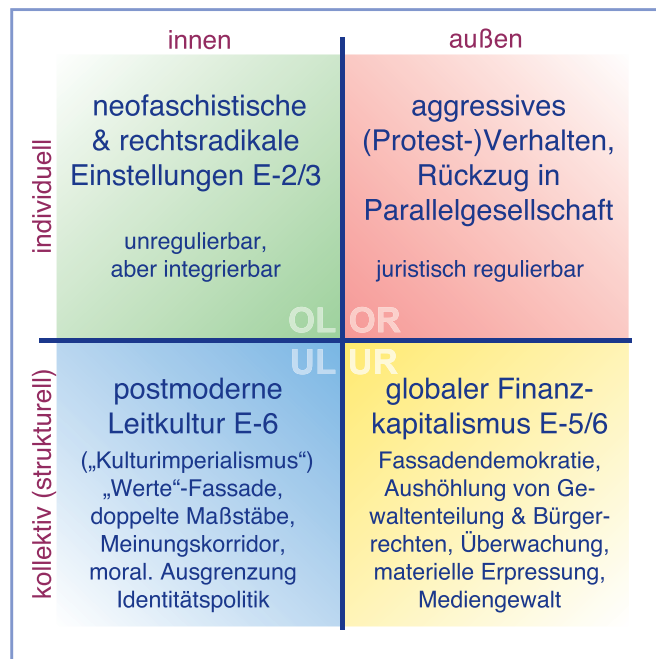 innen
außen
individuell
neofaschistische
& rechtsradikale
Einstellungen E-2/3
unregulierbar,
aber integrierbar
aggressives
(Protest-)Verhalten,
Rückzug in
Parallelgesellschaft
juristisch regulierbar
OL OR
UL UR
kollektiv (strukturell)
postmoderne
Leitkultur E-6
(„Kulturimperialismus“)
„Werte“-Fassade,
doppelte Maßstäbe,
Meinungskorridor,
moral. Ausgrenzung
Identitätspolitik
globaler Finanz-
kapitalismus E-5/6
Fassadendemokratie,
Aushöhlung von Ge-
waltenteilung & Bürger-
rechten, Überwachung,
materielle Erpressung,
Mediengewalt